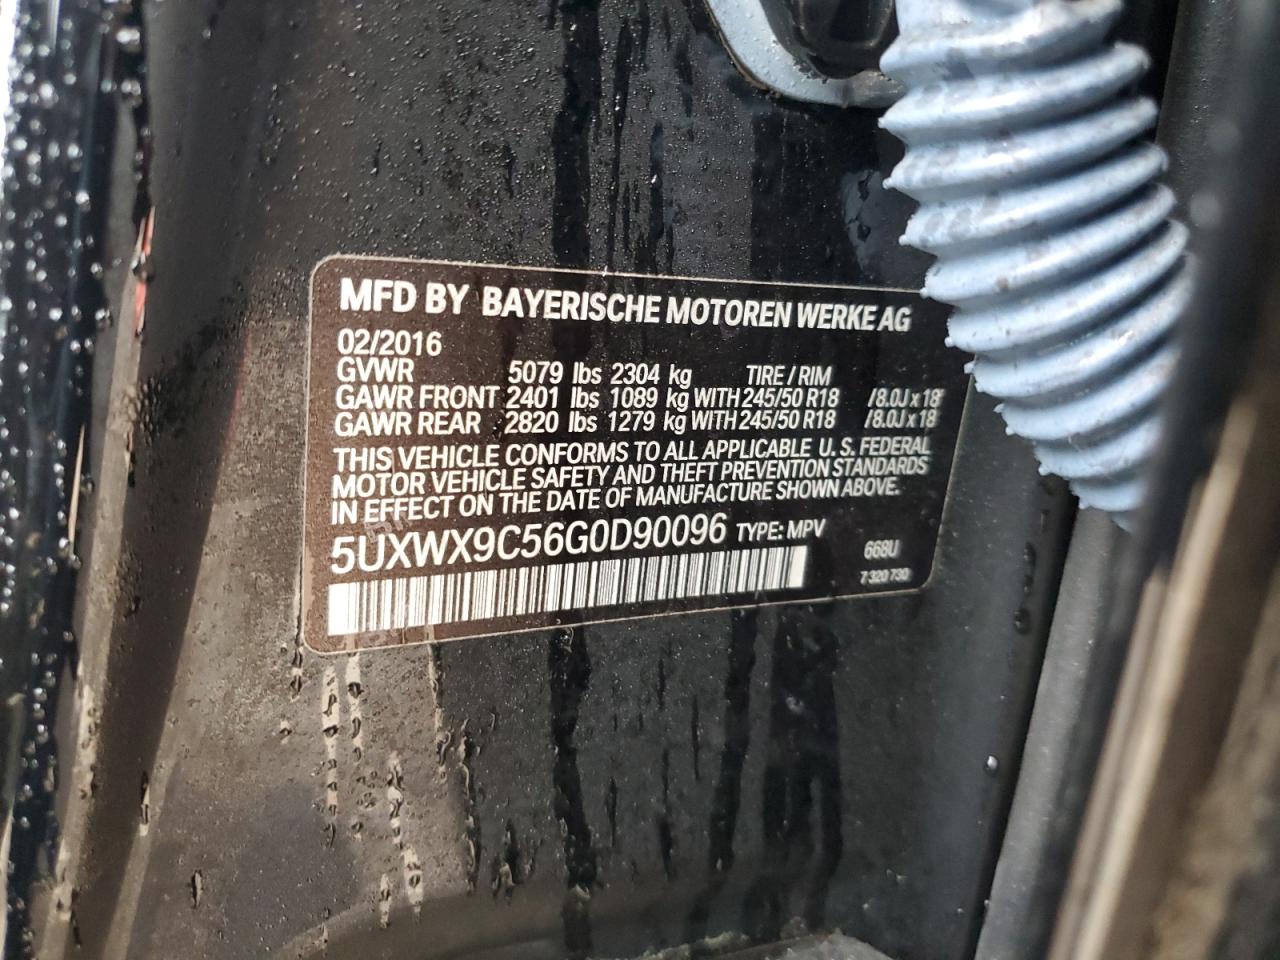 MFD BY BAYERISCHE MOTOREN WERKE AG
02/2016
GVWR 5079 lbs 2304 kg TIRE / RIM
GAWR FRONT 2401 lbs 1089 kg WITH 245/50 R18 /8.0J x 18
GAWR REAR 2820 lbs 1279 kg WITH 245/50 R18 /8.0J x 18
THIS VEHICLE CONFORMS TO ALL APPLICABLE U.S. FEDERAL
MOTOR VEHICLE SAFETY AND THEFT PREVENTION STANDARDS
IN EFFECT ON THE DATE OF MANUFACTURE SHOWN ABOVE.
5UXWX9C56G0D90096 TYPE: MPV
668U
7 320 730